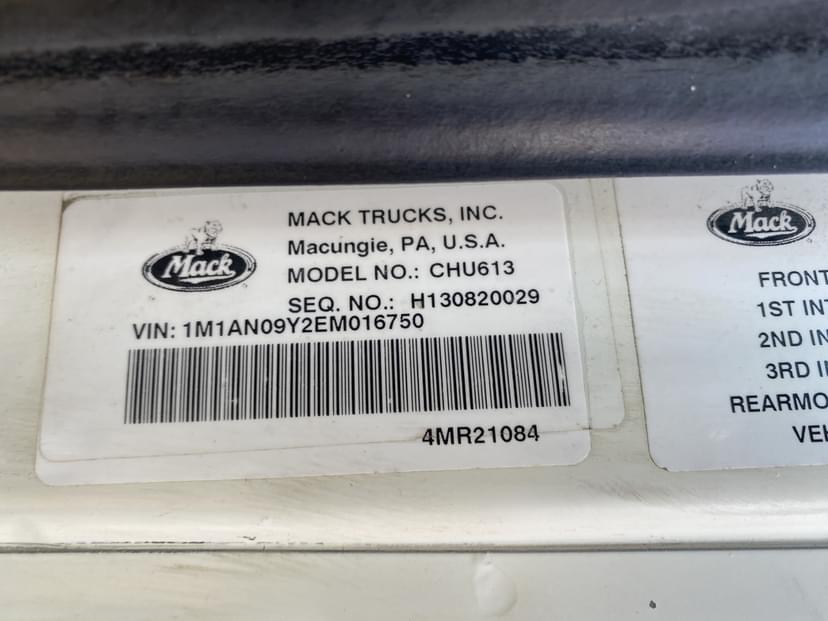 Mack
MACK TRUCKS, INC.
Macungie, PA, U.S.A.
MODEL NO.: CHU613
SEQ. NO.: H130820029
VIN: 1M1AN09Y2EM016750
4MR21084
Mack
FRONT
1ST INT
2ND IN
3RD I
REARMO
VEH